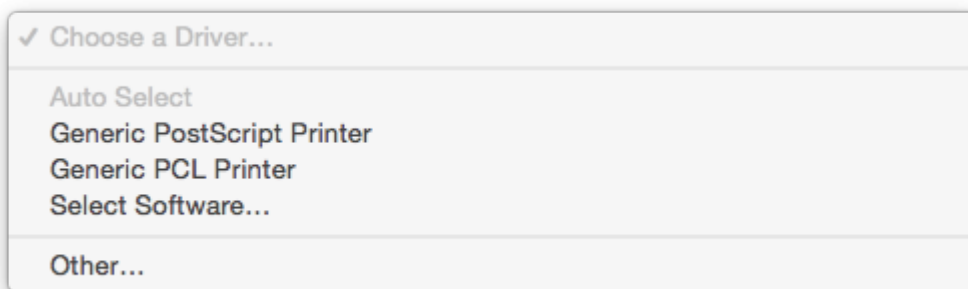 ✓ Choose a Driver...
Auto Select
Generic PostScript Printer
Generic PCL Printer
Select Software...
Other...